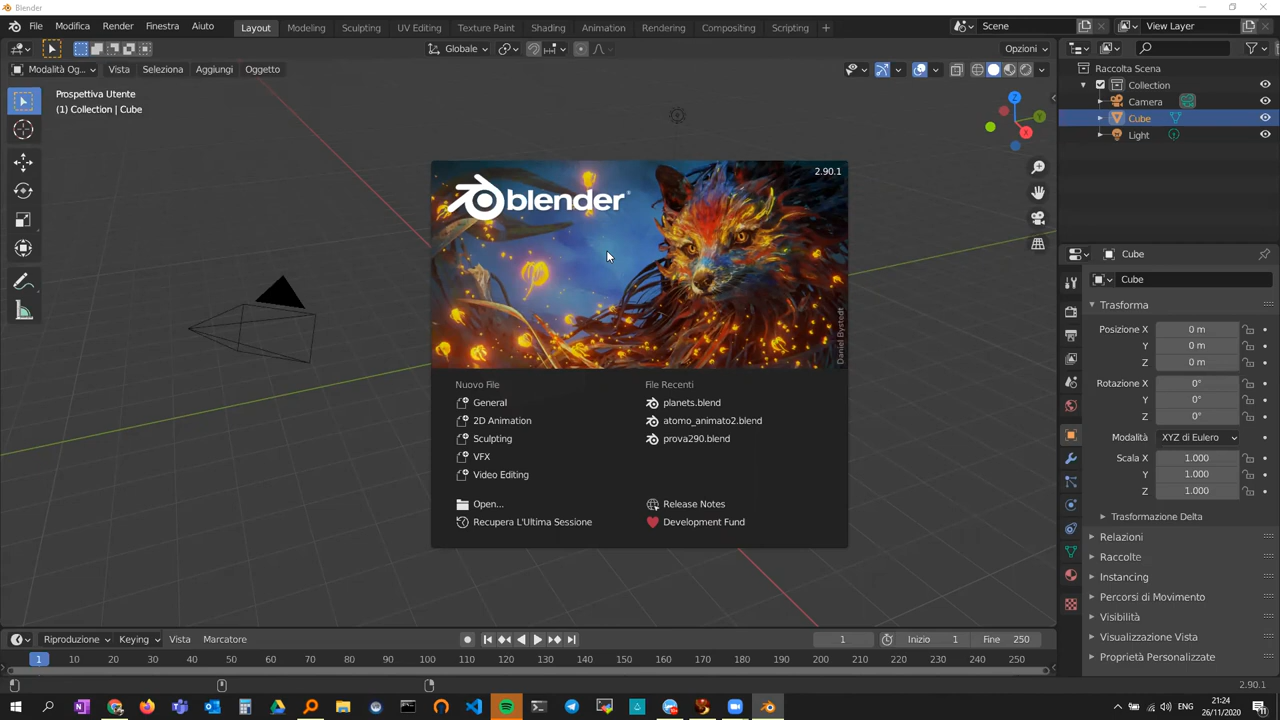 Blender
File Modifica Render Finestra Aiuto Layout Modeling Sculpting UV Editing Texture Paint Shading Animation Rendering Compositing Scripting + Scene View Layer
Globale Opzioni
Modalità Og... Vista Seleziona Aggiungi Oggetto
Prospettiva Utente
(1) Collection | Cube
Z
Y
X
Raccolta Scena
Collection
Camera
Cube
Light
blender
2.90.1
Daniel Bystedt
Nuovo File
General
2D Animation
Sculpting
VFX
Video Editing
Open...
Recupera L'Ultima Sessione
File Recenti
planets.blend
atomo_animato2.blend
prova290.blend
Release Notes
Development Fund
Cube
Cube
Trasforma
Posizione X 0 m
Y 0 m
Z 0 m
Rotazione X 0°
Y 0°
Z 0°
Modalità XYZ di Eulero
Scala X 1.000
Y 1.000
Z 1.000
Trasformazione Delta
Relazioni
Raccolte
Instancing
Percorsi di Movimento
Visibilità
Visualizzazione Vista
Proprietà Personalizzate
Riproduzione Keying Vista Marcatore 1 Inizio 1 Fine 250
1 10 20 30 40 50 60 70 80 90 100 110 120 130 140 150 160 170 180 190 200 210 220 230 240 250
2.90.1
ENG
21:24
26/11/2020